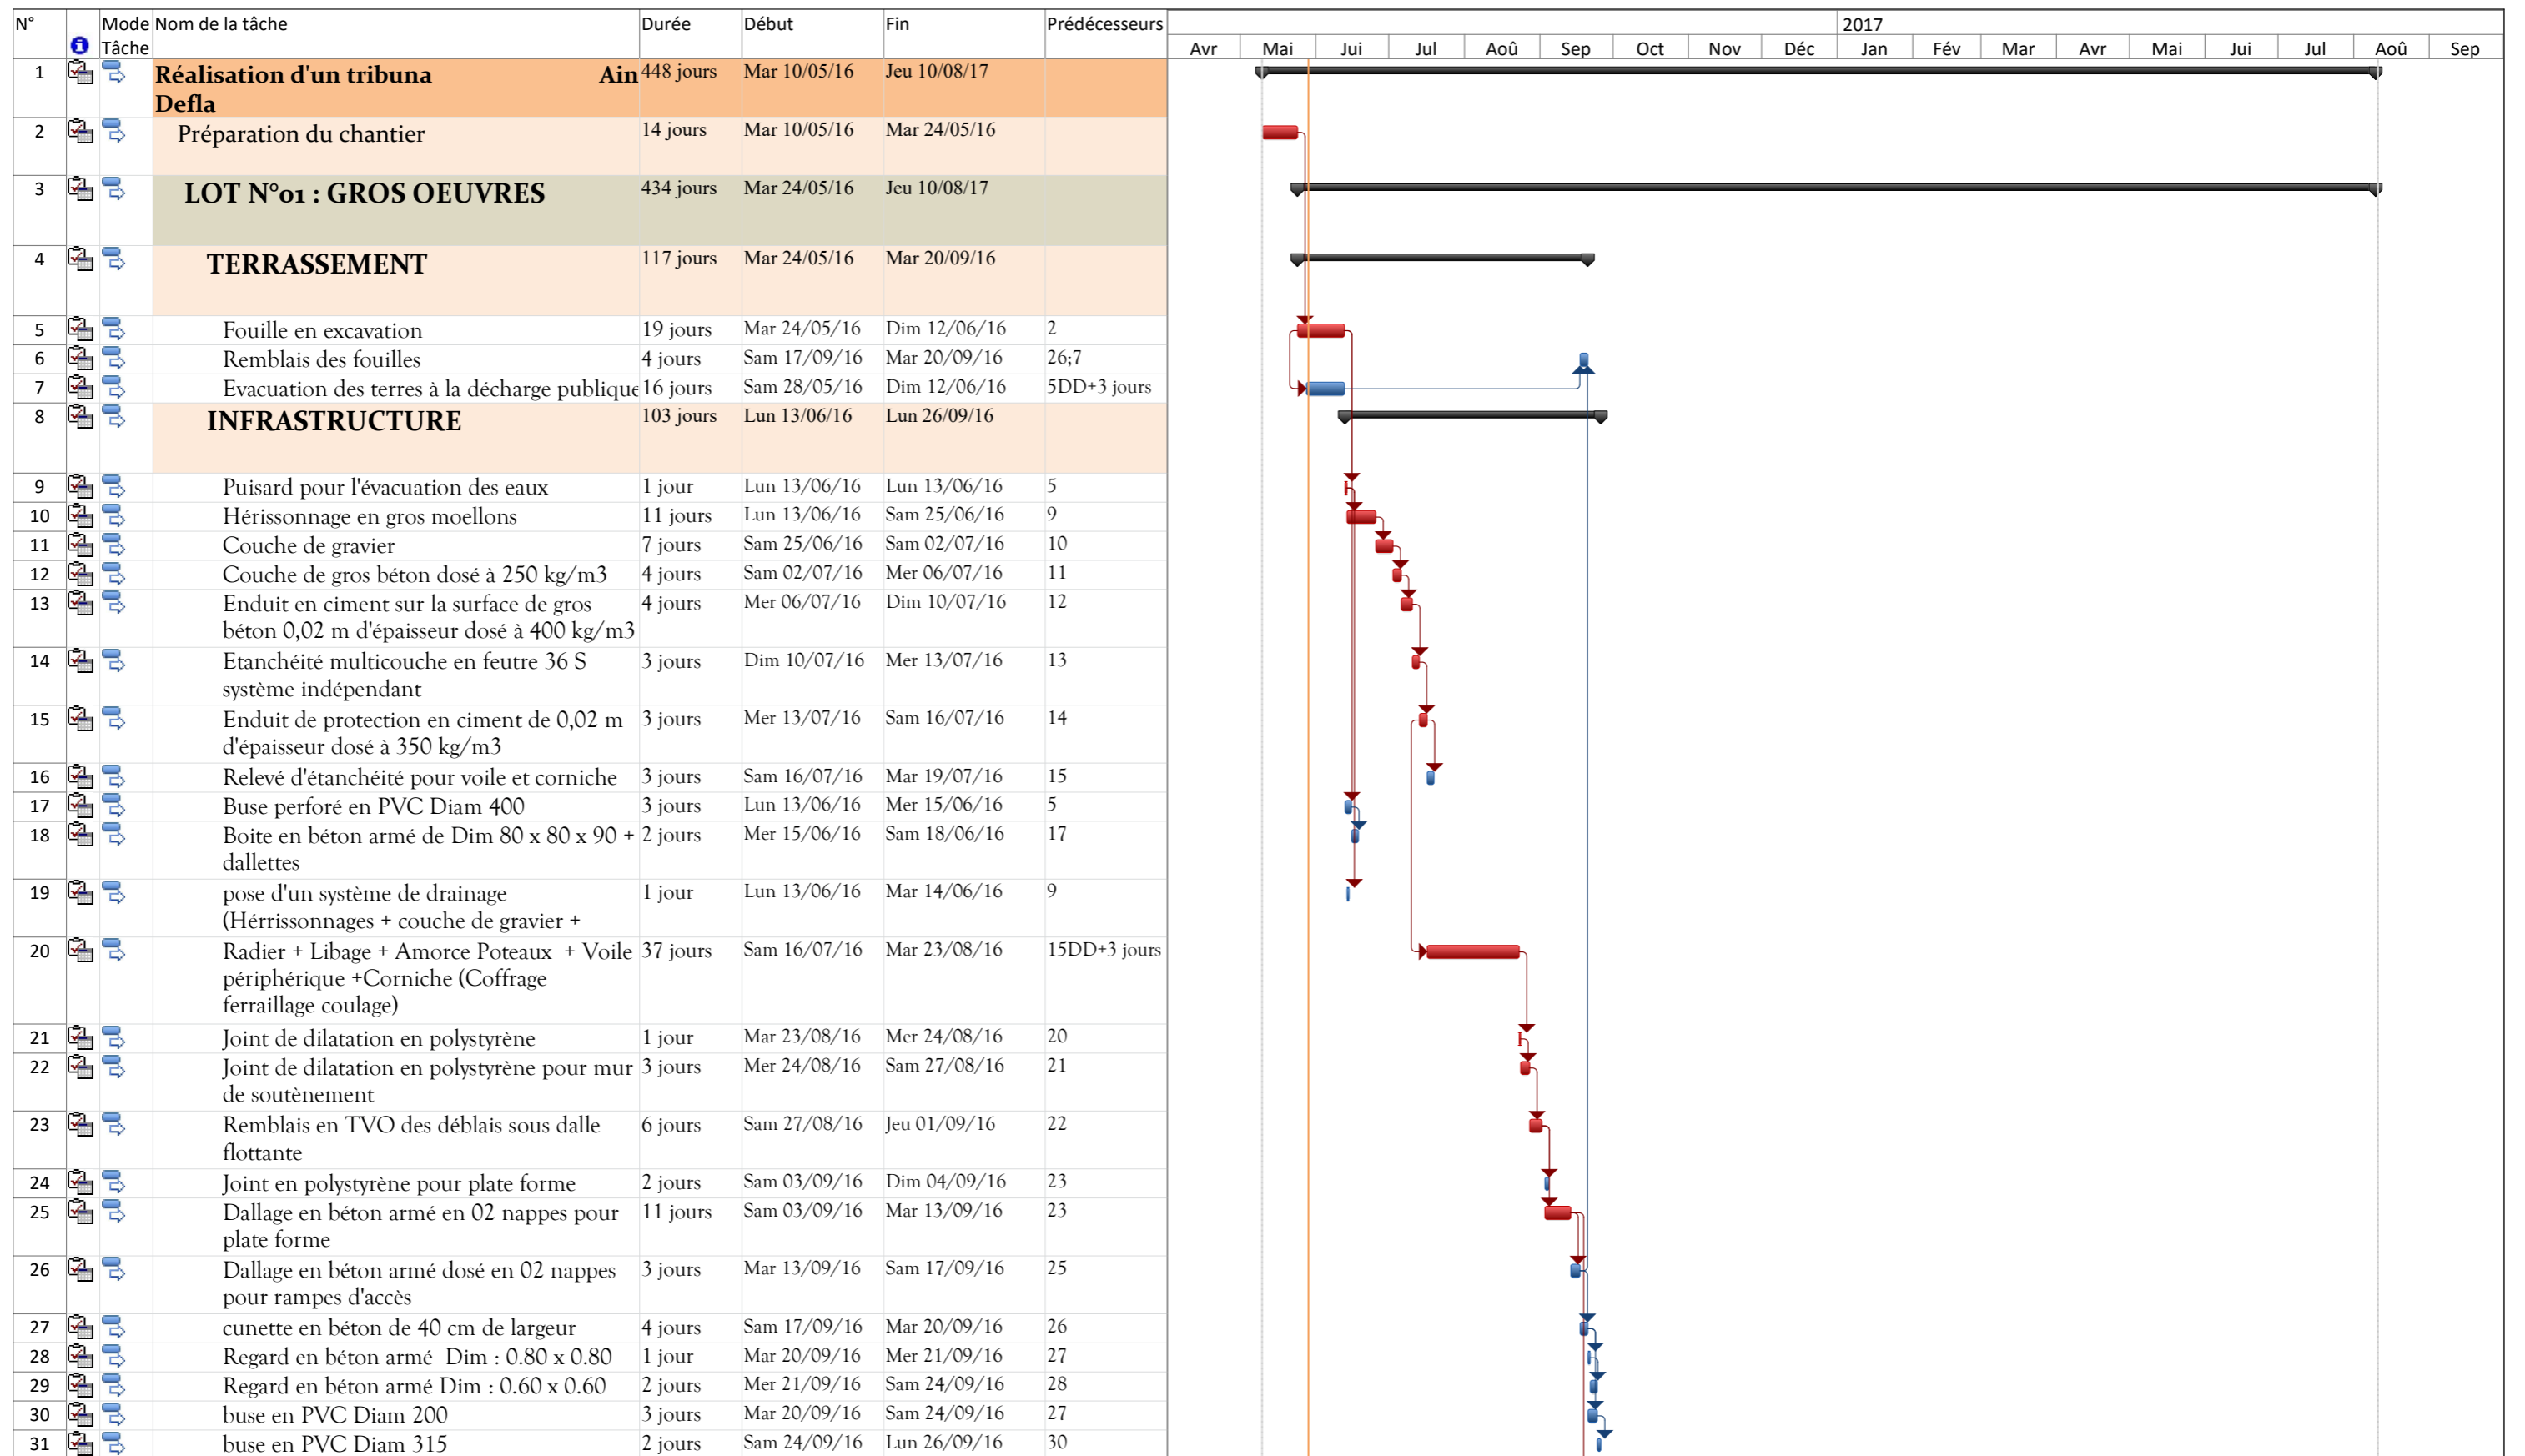 N° Mode Tâche Nom de la tâche Durée Début Fin Prédécesseurs
2017
Avr Mai Jui Jul Aoû Sep Oct Nov Déc Jan Fév Mar Avr Mai Jui Jul Aoû Sep
1 Réalisation d'un tribuna Ain 448 jours Mar 10/05/16 Jeu 10/08/17
Defla
2 Préparation du chantier 14 jours Mar 10/05/16 Mar 24/05/16
3 LOT N°01 : GROS OEUVRES 434 jours Mar 24/05/16 Jeu 10/08/17
4 TERRASSEMENT 117 jours Mar 24/05/16 Mar 20/09/16
5 Fouille en excavation 19 jours Mar 24/05/16 Dim 12/06/16 2
6 Remblais des fouilles 4 jours Sam 17/09/16 Mar 20/09/16 26;7
7 Evacuation des terres à la décharge publique 16 jours Sam 28/05/16 Dim 12/06/16 5DD+3 jours
8 INFRASTRUCTURE 103 jours Lun 13/06/16 Lun 26/09/16
9 Puisard pour l'évacuation des eaux 1 jour Lun 13/06/16 Lun 13/06/16 5
10 Hérissonnage en gros moellons 11 jours Lun 13/06/16 Sam 25/06/16 9
11 Couche de gravier 7 jours Sam 25/06/16 Sam 02/07/16 10
12 Couche de gros béton dosé à 250 kg/m3 4 jours Sam 02/07/16 Mer 06/07/16 11
13 Enduit en ciment sur la surface de gros 4 jours Mer 06/07/16 Dim 10/07/16 12
béton 0,02 m d'épaisseur dosé à 400 kg/m3
14 Etanchéité multicouche en feutre 36 S 3 jours Dim 10/07/16 Mer 13/07/16 13
système indépendant
15 Enduit de protection en ciment de 0,02 m 3 jours Mer 13/07/16 Sam 16/07/16 14
d'épaisseur dosé à 350 kg/m3
16 Relevé d'étanchéité pour voile et corniche 3 jours Sam 16/07/16 Mar 19/07/16 15
17 Buse perforé en PVC Diam 400 3 jours Lun 13/06/16 Mer 15/06/16 5
18 Boite en béton armé de Dim 80 x 80 x 90 + 2 jours Mer 15/06/16 Sam 18/06/16 17
dallettes
19 pose d'un système de drainage 1 jour Lun 13/06/16 Mar 14/06/16 9
(Hérrissonnages + couche de gravier +
20 Radier + Libage + Amorce Poteaux + Voile 37 jours Sam 16/07/16 Mar 23/08/16 15DD+3 jours
périphérique +Corniche (Coffrage
ferraillage coulage)
21 Joint de dilatation en polystyrène 1 jour Mar 23/08/16 Mer 24/08/16 20
22 Joint de dilatation en polystyrène pour mur 3 jours Mer 24/08/16 Sam 27/08/16 21
de soutènement
23 Remblais en TVO des déblais sous dalle 6 jours Sam 27/08/16 Jeu 01/09/16 22
flottante
24 Joint en polystyrène pour plate forme 2 jours Sam 03/09/16 Dim 04/09/16 23
25 Dallage en béton armé en 02 nappes pour 11 jours Sam 03/09/16 Mar 13/09/16 23
plate forme
26 Dallage en béton armé dosé en 02 nappes 3 jours Mar 13/09/16 Sam 17/09/16 25
pour rampes d'accès
27 cunette en béton de 40 cm de largeur 4 jours Sam 17/09/16 Mar 20/09/16 26
28 Regard en béton armé Dim : 0.80 x 0.80 1 jour Mar 20/09/16 Mer 21/09/16 27
29 Regard en béton armé Dim : 0.60 x 0.60 2 jours Mer 21/09/16 Sam 24/09/16 28
30 buse en PVC Diam 200 3 jours Mar 20/09/16 Sam 24/09/16 27
31 buse en PVC Diam 315 2 jours Sam 24/09/16 Lun 26/09/16 30